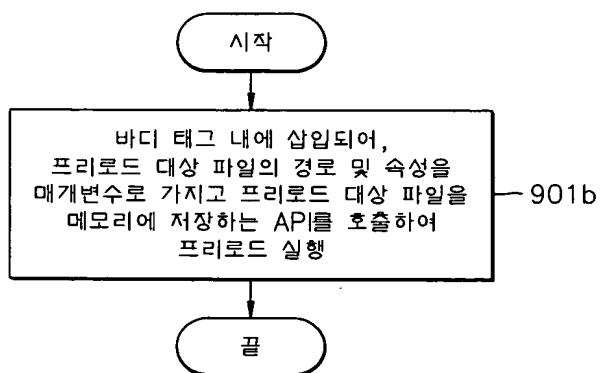 시작
바디 태그 내에 삽입되어,
프리로드 대상 파일의 경로 및 속성을
매개변수로 가지고 프리로드 대상 파일을
메모리에 저장하는 API를 호출하여
프리로드 실행
901b
끝